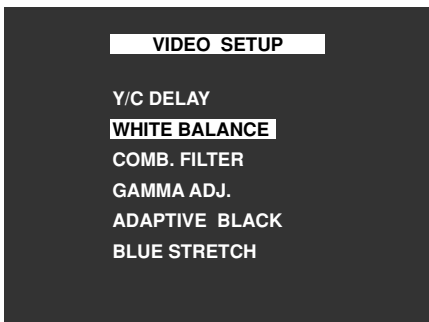 VIDEO SETUP
Y/C DELAY
WHITE BALANCE
COMB. FILTER
GAMMA ADJ.
ADAPTIVE BLACK
BLUE STRETCH